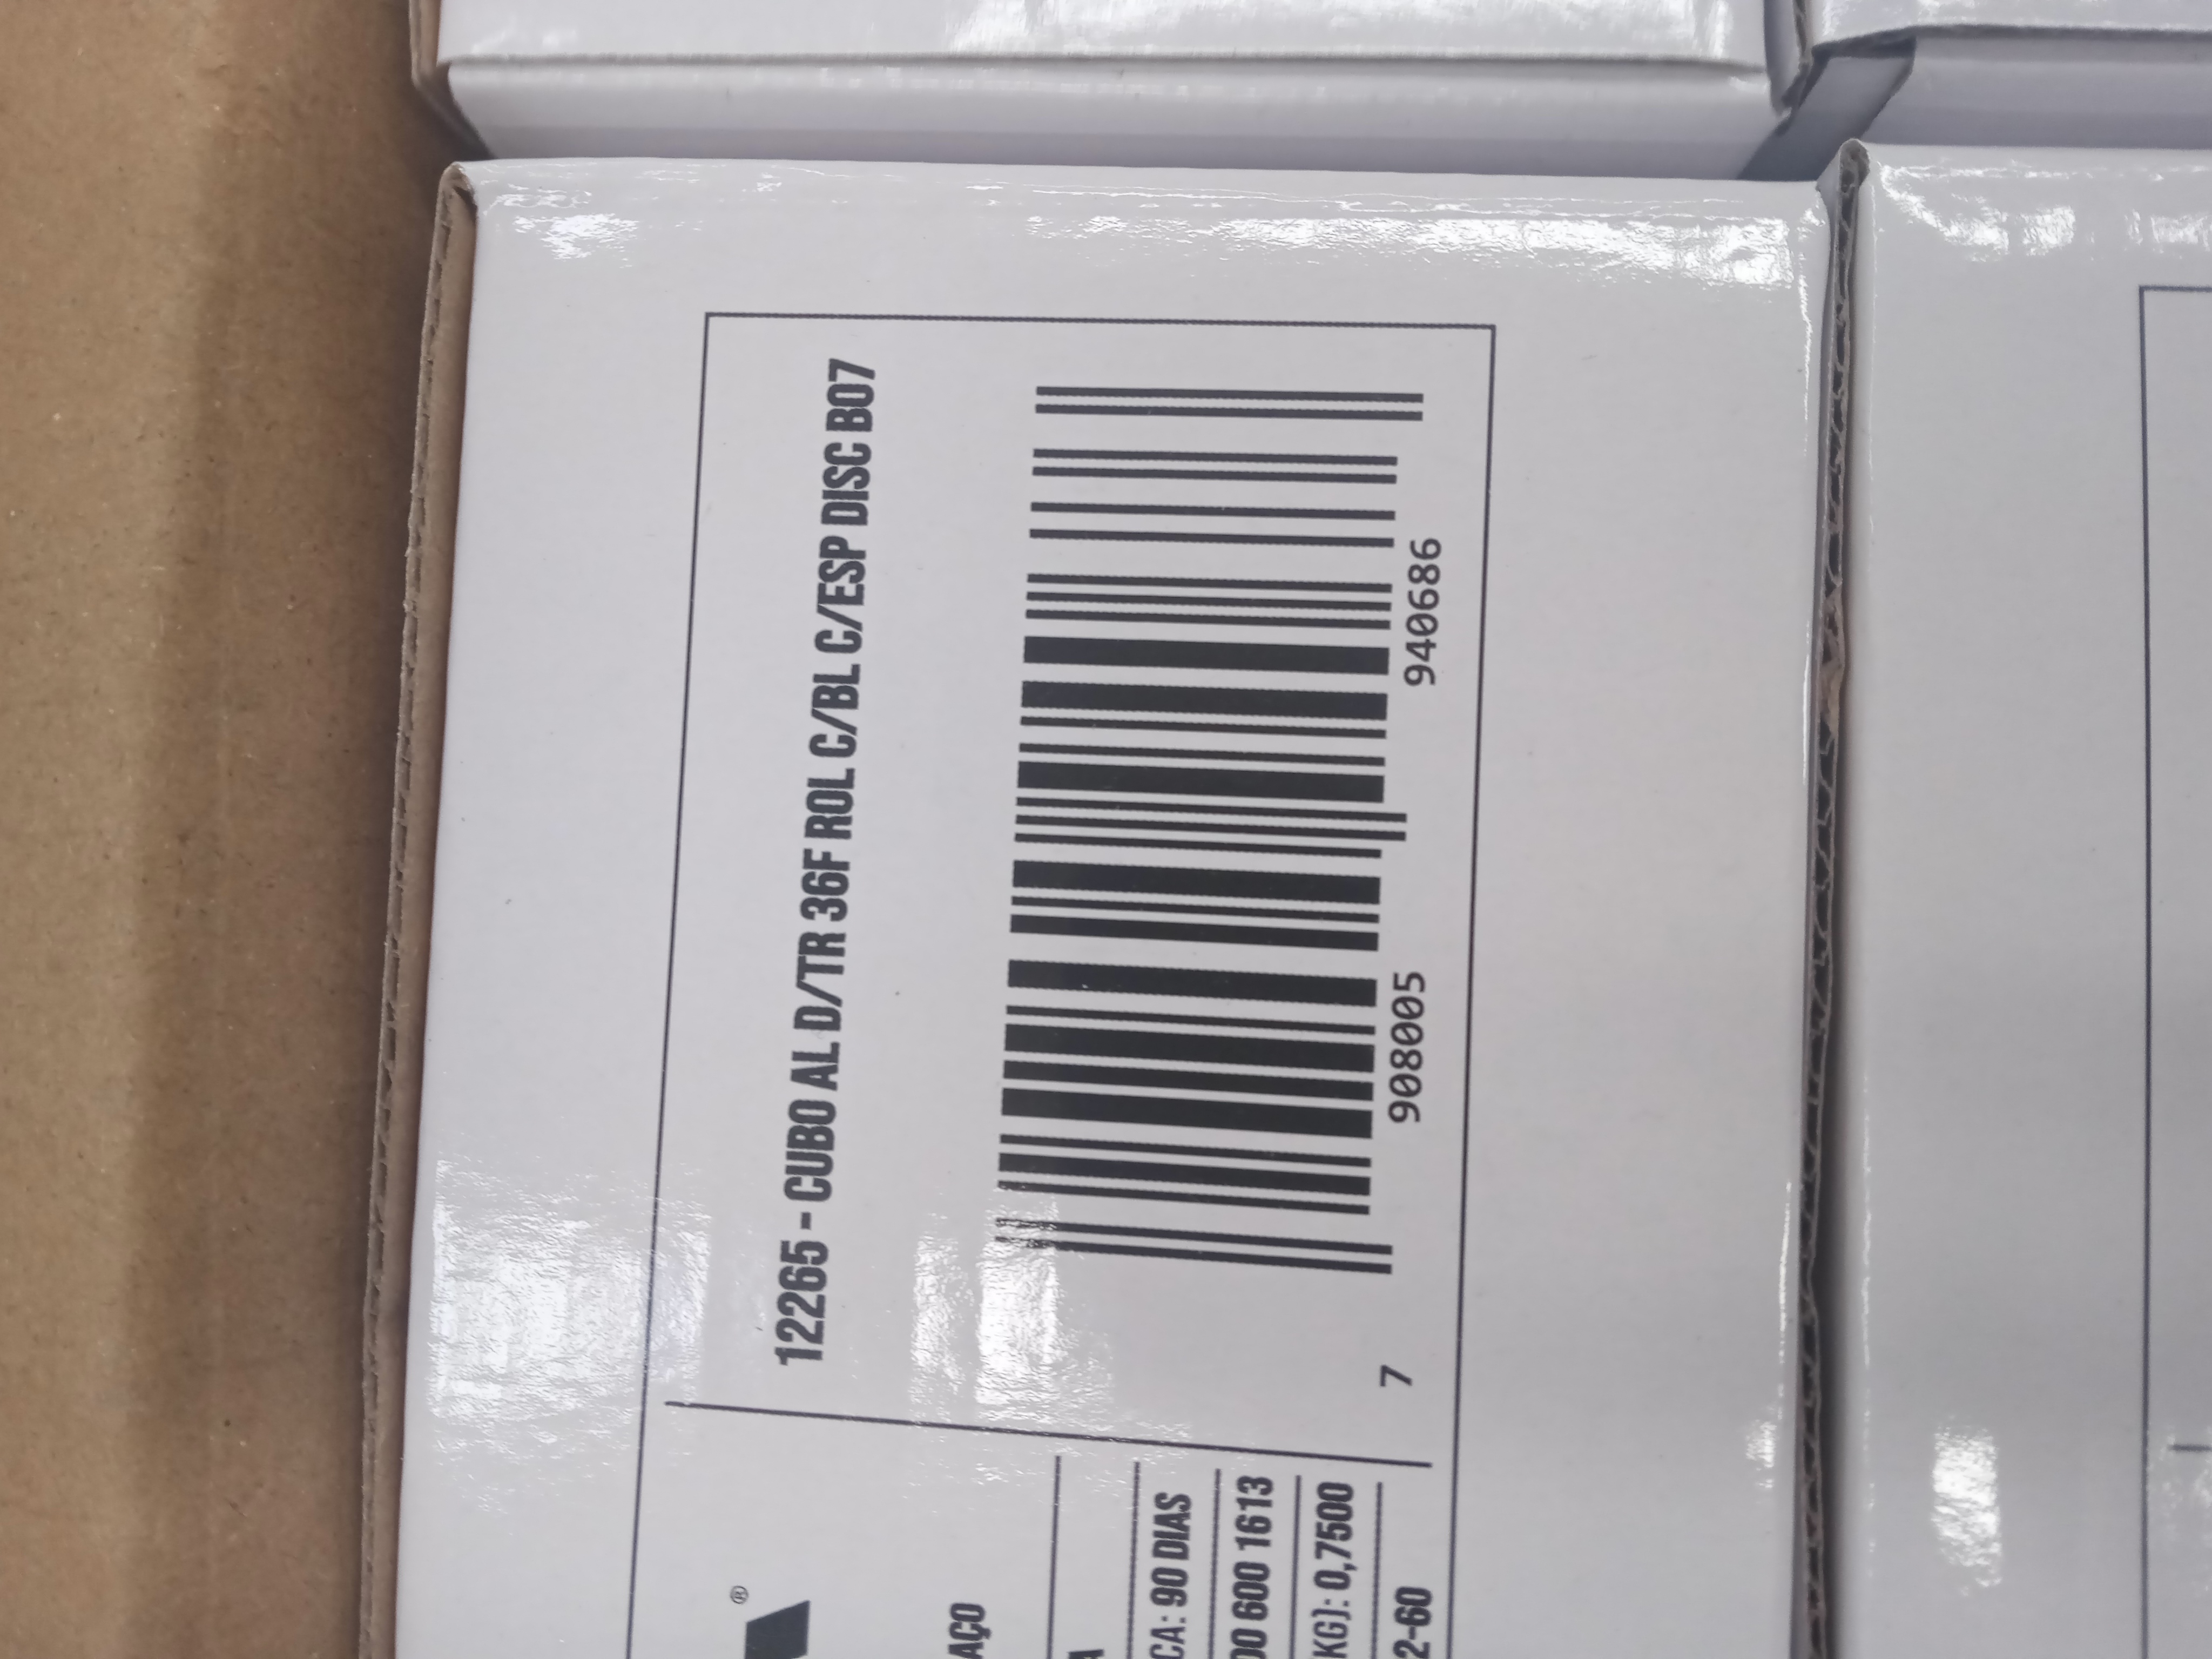 12265 - CUBO AL D/TR 36F ROL C/BL C/ESP DISC B07
7 908005 940686
®
AÇO
A
CA: 90 DIAS
00 600 1613
KG): 0,7500
2-60